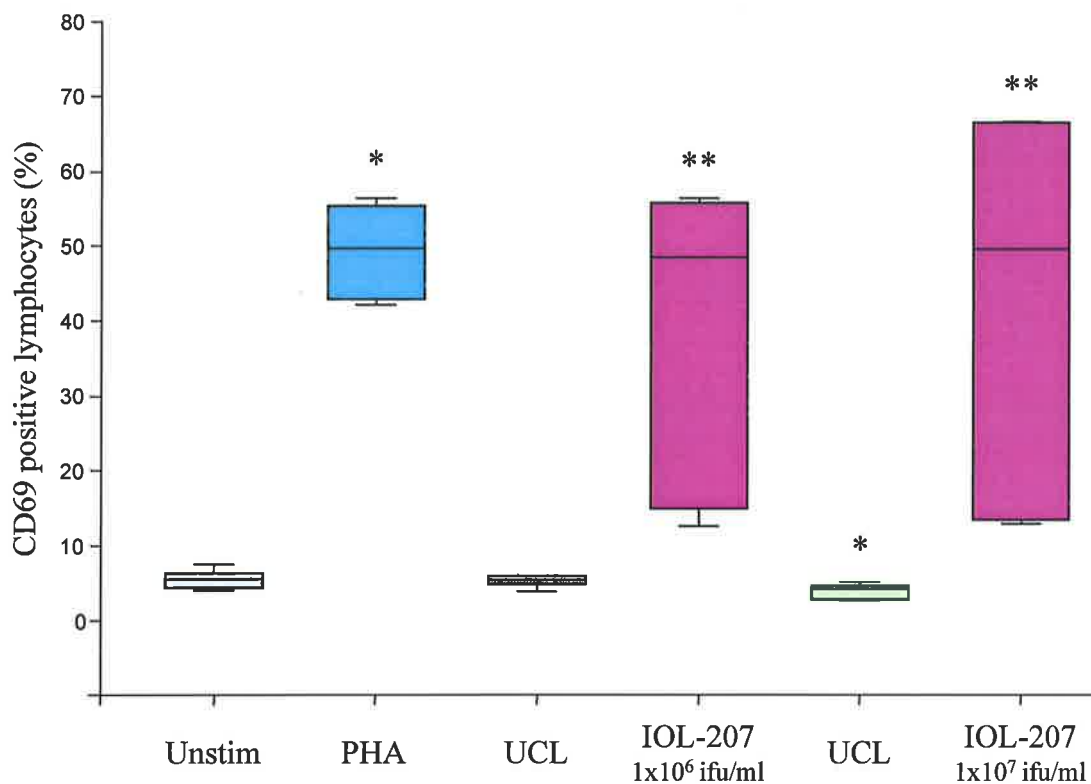 CD69 positive lymphocytes (%)
80
70
60
50
40
30
20
10
0
*
**
*
**
Unstim
PHA
UCL
IOL-207
1x10⁶ ifu/ml
UCL
IOL-207
1x10⁷ ifu/ml